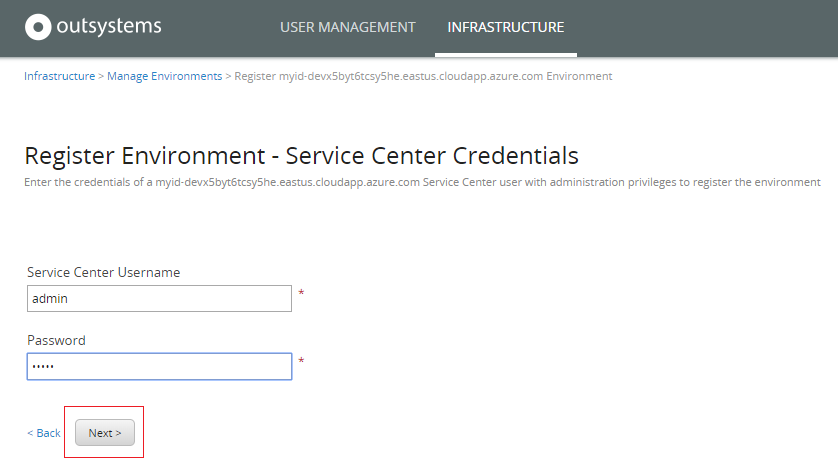 outsystems
USER MANAGEMENT INFRASTRUCTURE
Infrastructure > Manage Environments > Register myid-devx5byt6tcsy5he.eastus.cloudapp.azure.com Environment
Register Environment - Service Center Credentials
Enter the credentials of a myid-devx5byt6tcsy5he.eastus.cloudapp.azure.com Service Center user with administration privileges to register the environment
Service Center Username
admin *
Password
••••• *
< Back Next >